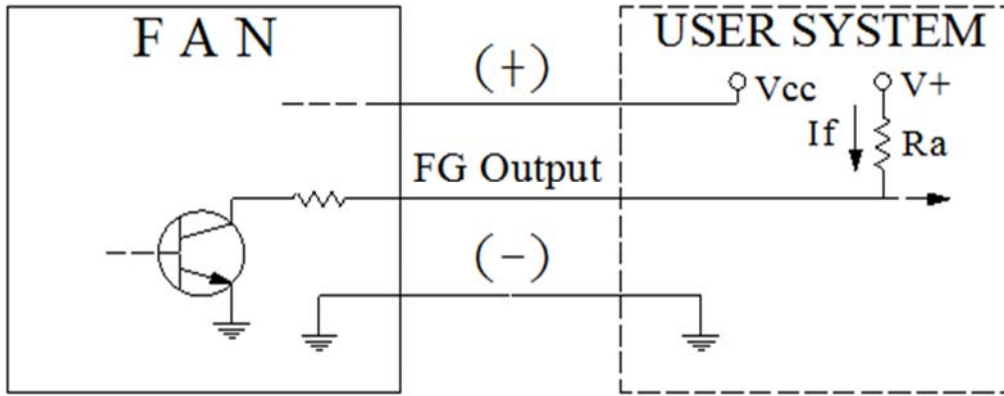 F A N
USER SYSTEM
(+)
Vcc
V+
If
Ra
FG Output
(-)